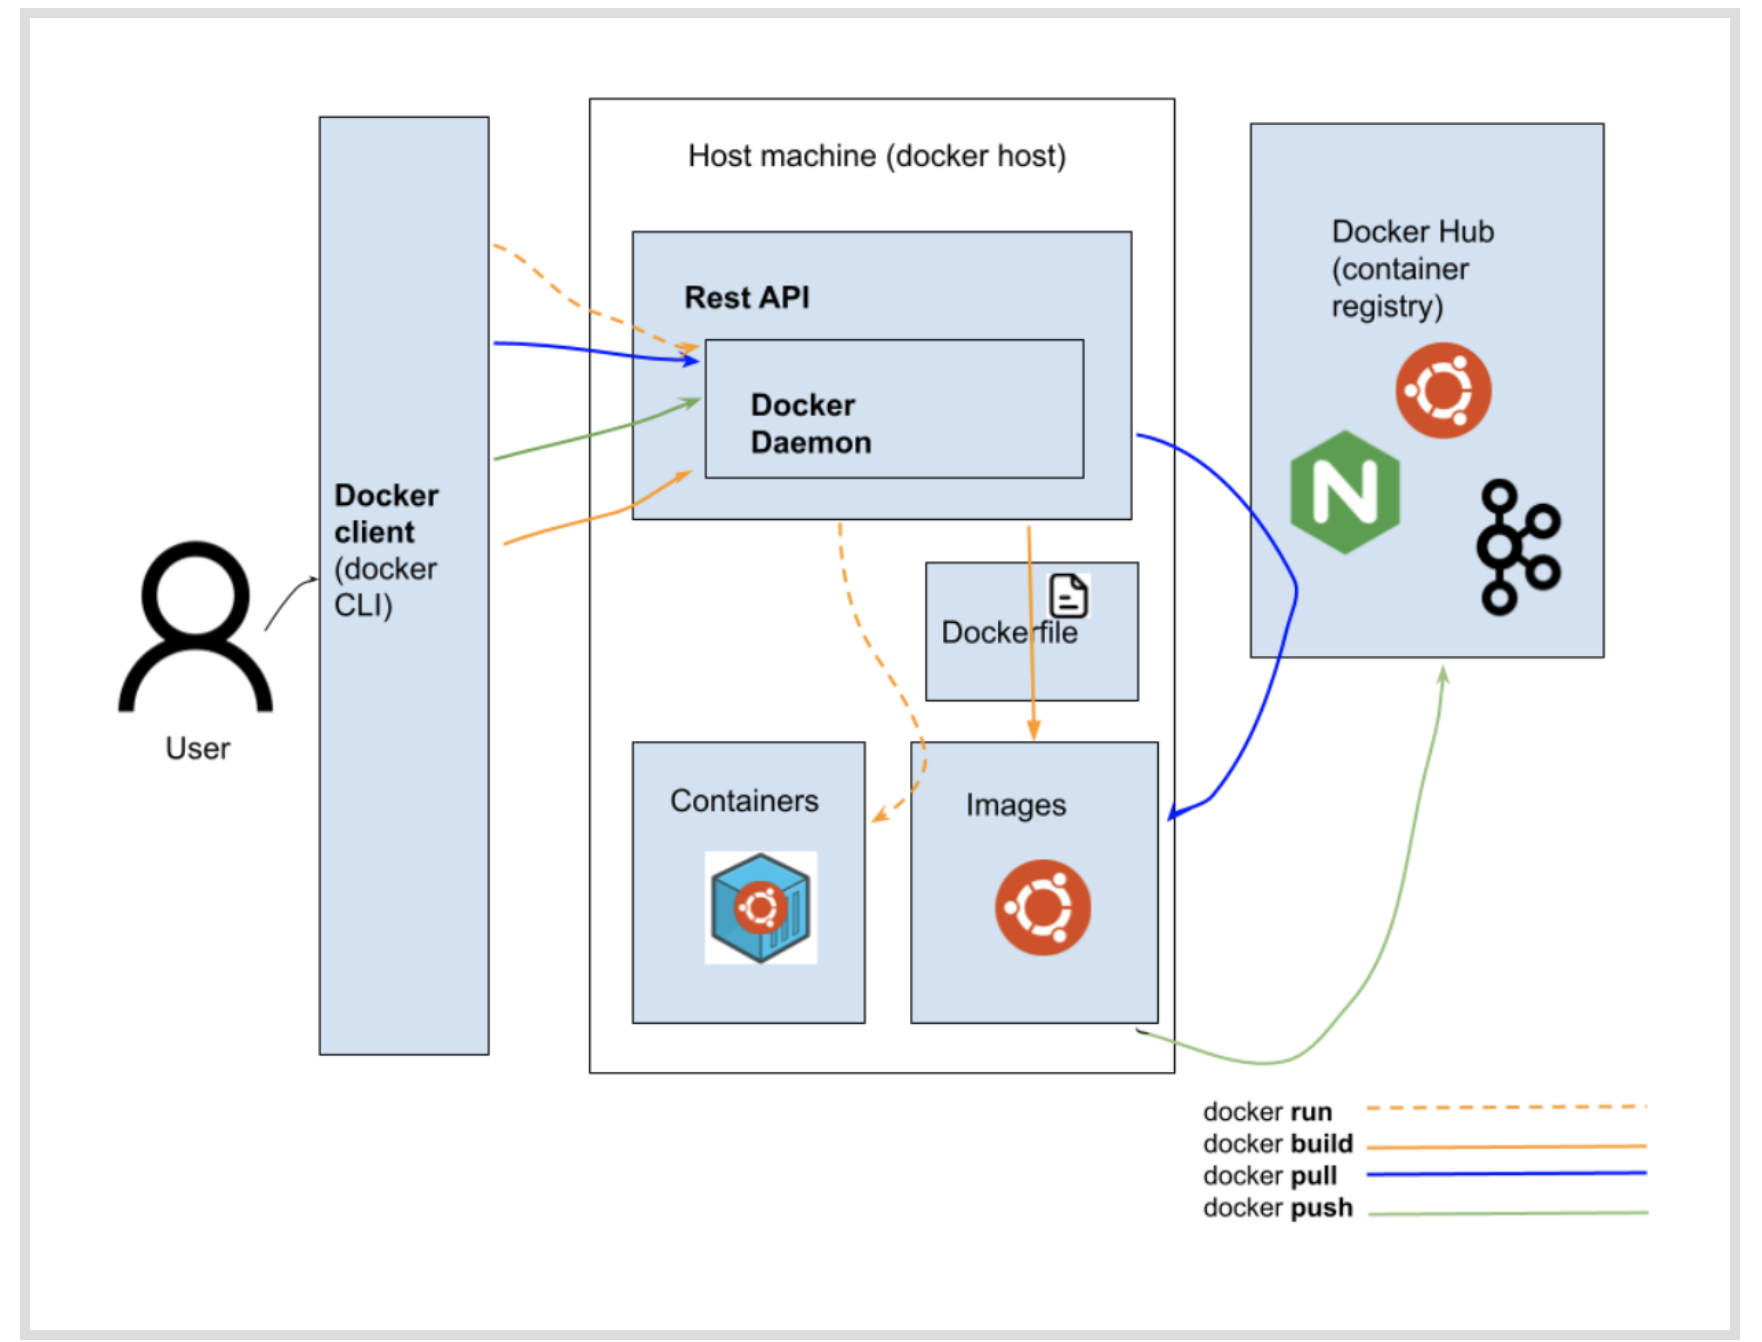 Host machine (docker host)
Rest API
Docker
Daemon
Docker
client
(docker
CLI)
User
Dockerfile
Containers
Images
Docker Hub
(container
registry)
N
docker run
docker build
docker pull
docker push